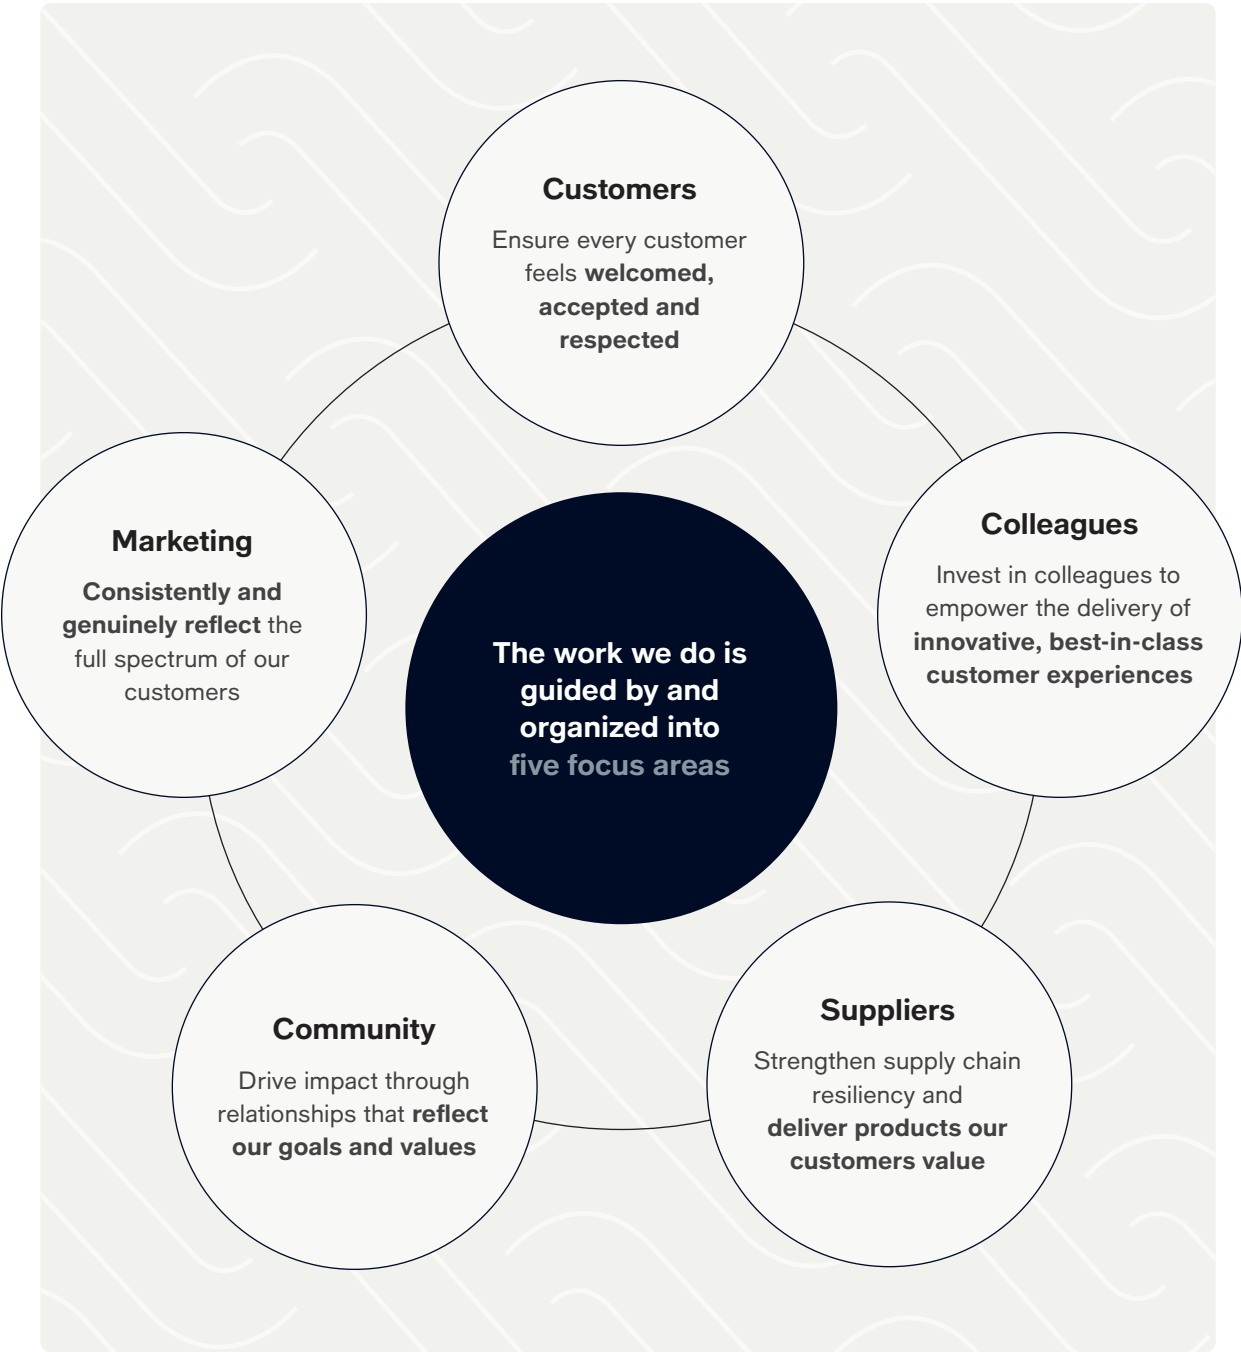 Customers
Ensure every customer
feels welcomed,
accepted and
respected
Marketing
Consistently and
genuinely reflect the
full spectrum of our
customers
Colleagues
Invest in colleagues to
empower the delivery of
innovative, best-in-class
customer experiences
The work we do is
guided by and
organized into
five focus areas
Community
Drive impact through
relationships that reflect
our goals and values
Suppliers
Strengthen supply chain
resiliency and
deliver products our
customers value